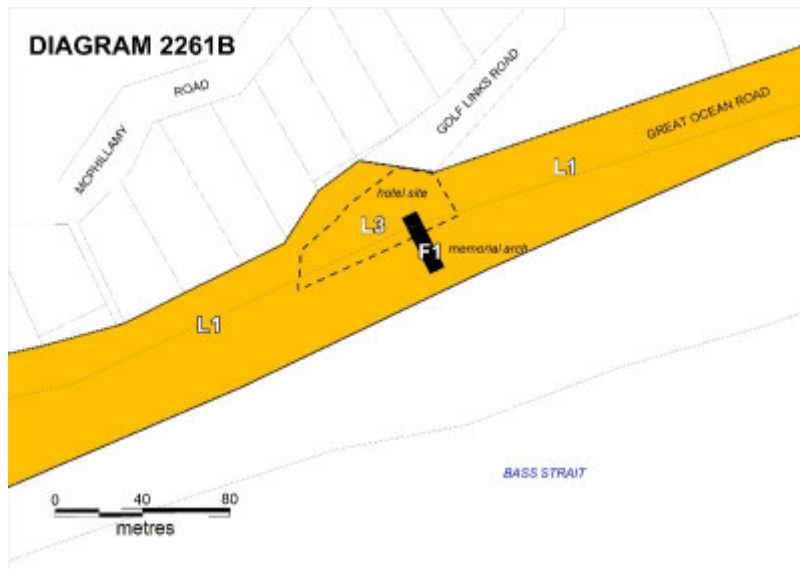 DIAGRAM 2261B
ROAD
MCPHILLAMY
GOLF LINKS ROAD
GREAT OCEAN ROAD
L1
hotel site
L3
F1
memorial arch
L1
BASS STRAIT
0 40 80
metres